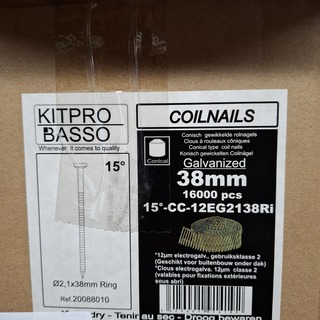 KITPRO
BASSO
Whenever it comes to quality
15°
Ø2,1x38mm Ring
Ref.20088010
COILNAILS
Conisch gewikkelde rolnagels
Clous à rouleaux côniques
Conical type coil nails
Konisch gewickelten Coilnägel
Conical
Galvanized
38mm
16000 pcs
15°-CC-12EG2138Ri
*12µm electrogalv., gebruiksklasse 2
(Geschikt voor buitenbouw onder dak)
*Clous electrogalva. 12µm classe 2
(valables pour fixations extérieures
sous abri)
dry - Tenir au sec - Droog bewaren